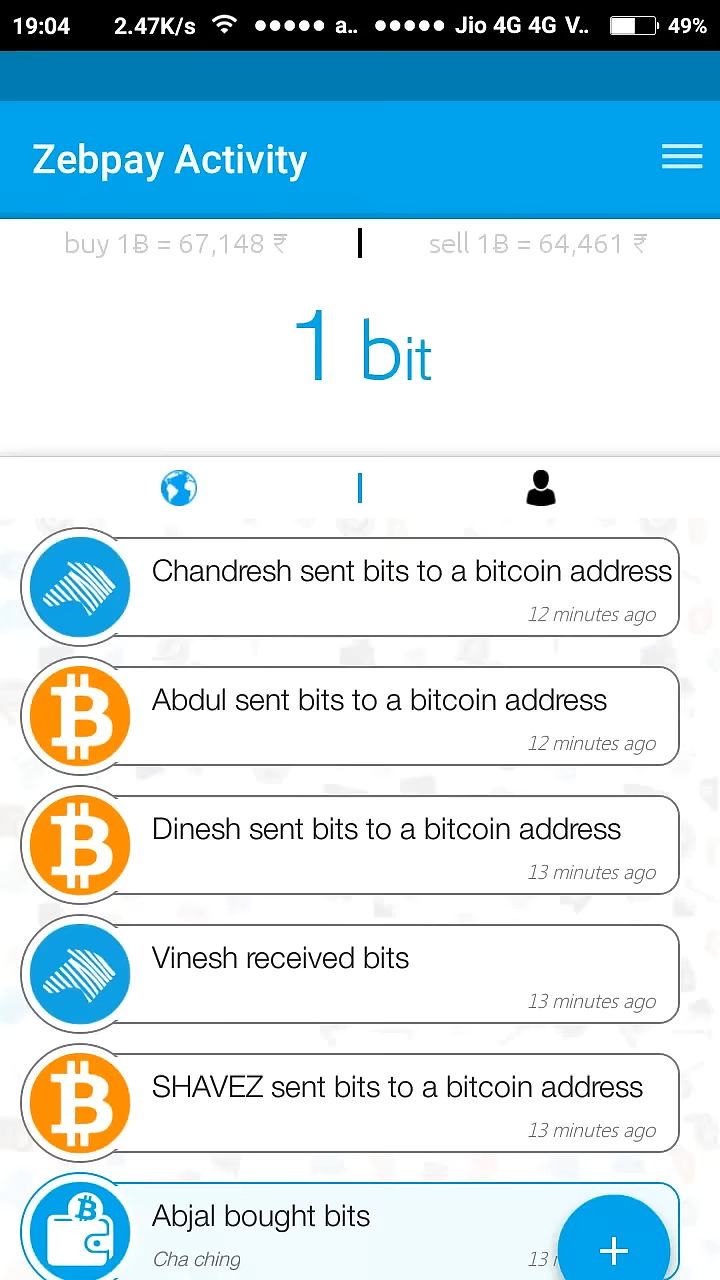 19:04 2.47K/s a.. Jio 4G 4G V.. 49%
Zebpay Activity
buy 1Ƀ = 67,148 ₹ sell 1Ƀ = 64,461 ₹
1 bit
Chandresh sent bits to a bitcoin address
12 minutes ago
Abdul sent bits to a bitcoin address
12 minutes ago
Dinesh sent bits to a bitcoin address
13 minutes ago
Vinesh received bits
13 minutes ago
SHAVEZ sent bits to a bitcoin address
13 minutes ago
Abjal bought bits
Cha ching 13
+